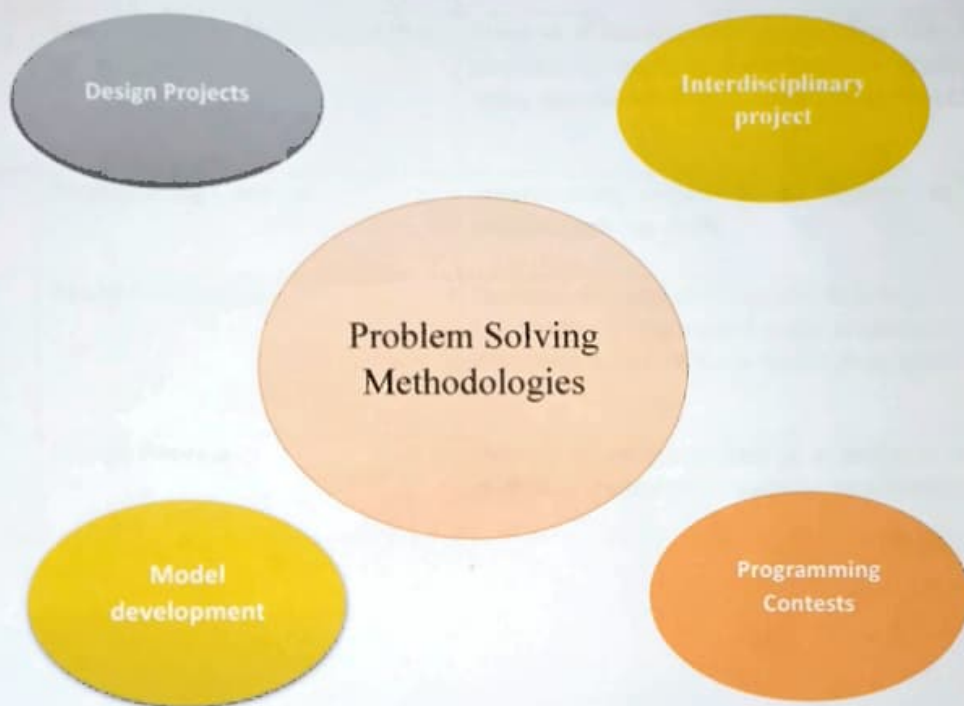 Design Projects
Interdisciplinary
project
Problem Solving
Methodologies
Model
development
Programming
Contests